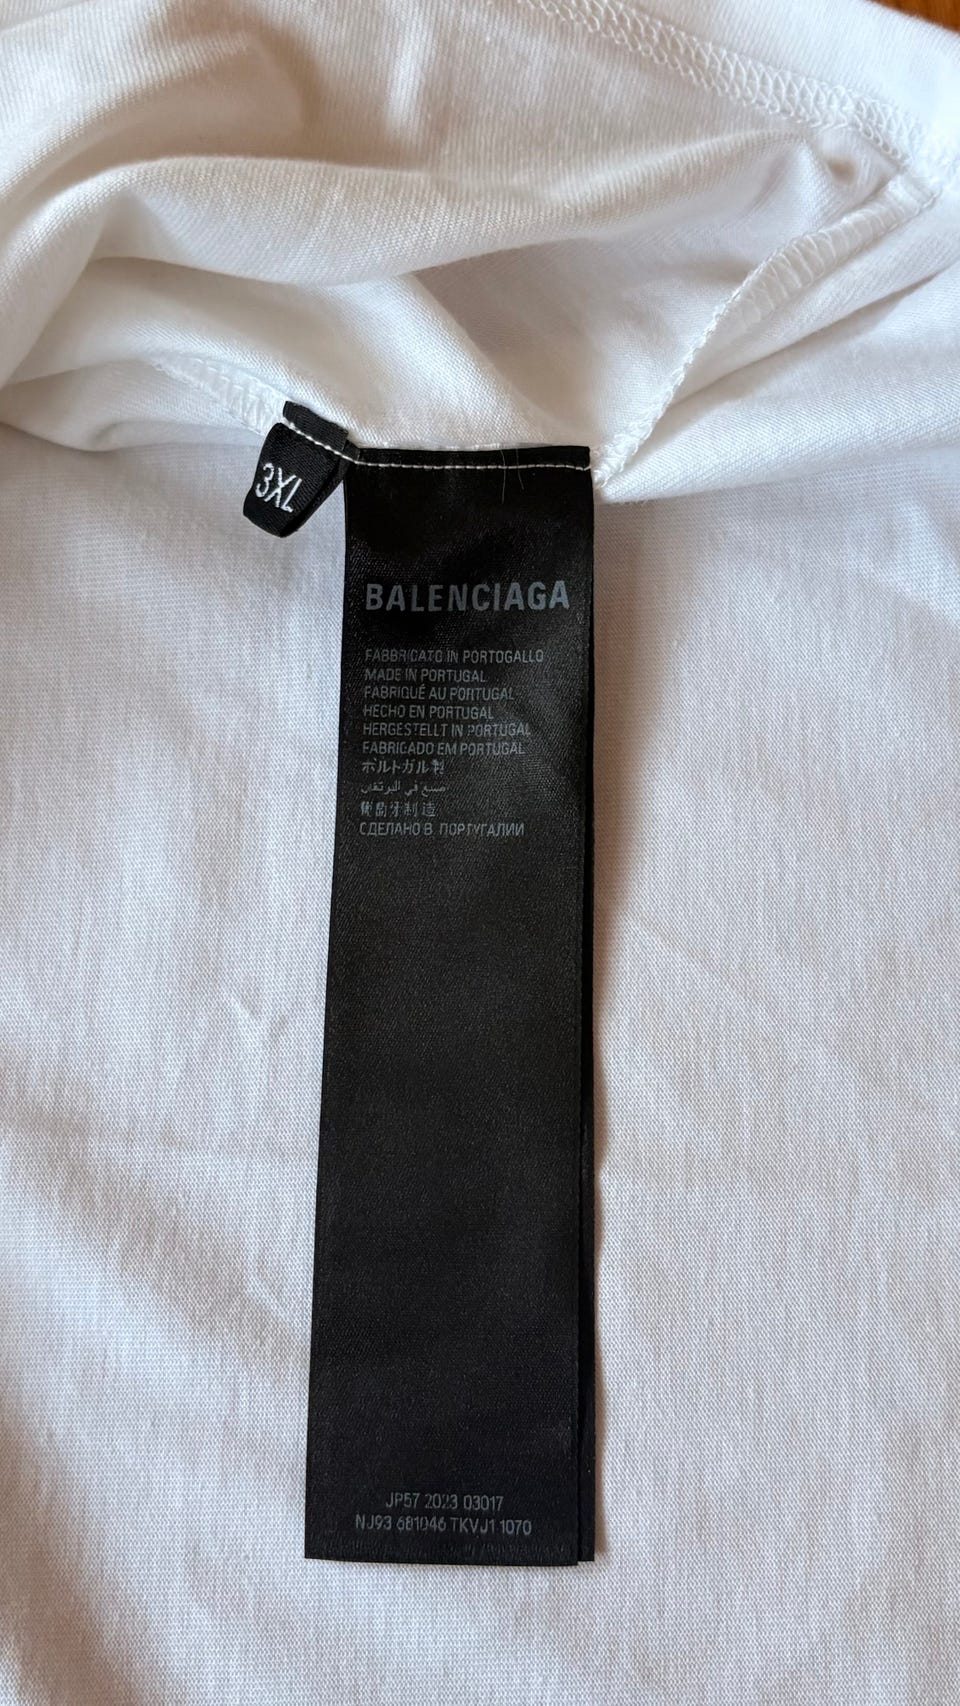 3XL
BALENCIAGA
FABBRICATO IN PORTOGALLO
MADE IN PORTUGAL
FABRIQUÉ AU PORTUGAL
HECHO EN PORTUGAL
HERGESTELLT IN PORTUGAL
FABRICADO EM PORTUGAL
ポルトガル製
صنع في البرتغال
葡萄牙制造
СДЕЛАНО В ПОРТУГАЛИИ
JP57 2023 03017
NJ93 681046 TKVJ1 1070